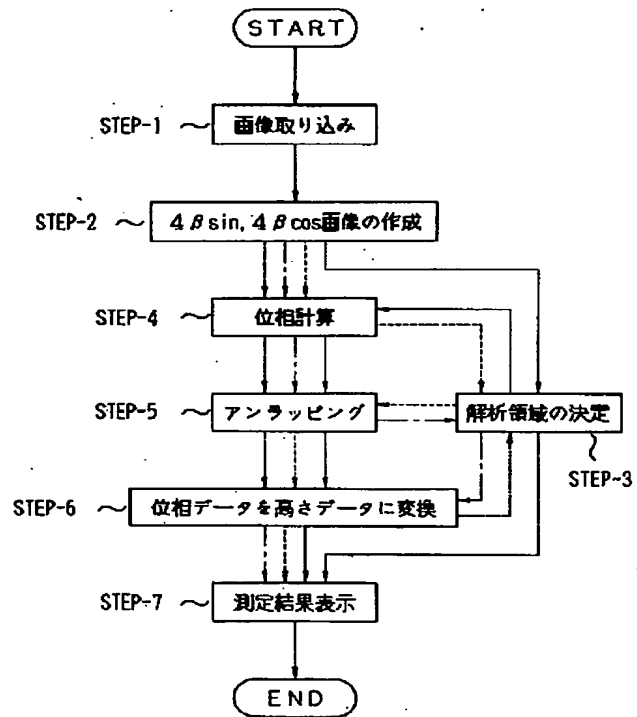 START
STEP-1 画像取り込み
STEP-2 4βsin, 4βcos画像の作成
STEP-4 位相計算
STEP-5 アンラッピング
解析領域の決定
STEP-3
STEP-6 位相データを高さデータに変換
STEP-7 測定結果表示
END